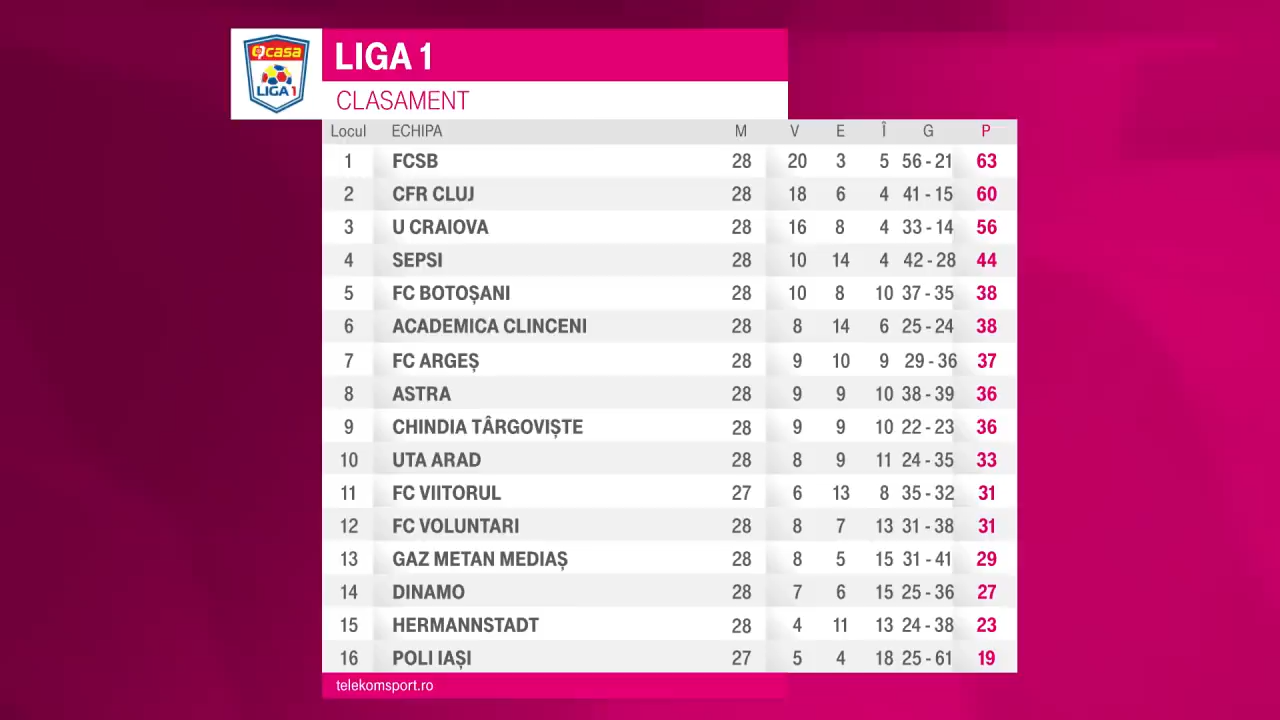 casa
LIGA 1
LIGA 1
CLASAMENT
Locul ECHIPA M V E Î G P
1 FCSB 28 20 3 5 56 - 21 63
2 CFR CLUJ 28 18 6 4 41 - 15 60
3 U CRAIOVA 28 16 8 4 33 - 14 56
4 SEPSI 28 10 14 4 42 - 28 44
5 FC BOTOȘANI 28 10 8 10 37 - 35 38
6 ACADEMICA CLINCENI 28 8 14 6 25 - 24 38
7 FC ARGEȘ 28 9 10 9 29 - 36 37
8 ASTRA 28 9 9 10 38 - 39 36
9 CHINDIA TÂRGOVIȘTE 28 9 9 10 22 - 23 36
10 UTA ARAD 28 8 9 11 24 - 35 33
11 FC VIITORUL 27 6 13 8 35 - 32 31
12 FC VOLUNTARI 28 8 7 13 31 - 38 31
13 GAZ METAN MEDIAȘ 28 8 5 15 31 - 41 29
14 DINAMO 28 7 6 15 25 - 36 27
15 HERMANNSTADT 28 4 11 13 24 - 38 23
16 POLI IAȘI 27 5 4 18 25 - 61 19
telekomsport.ro